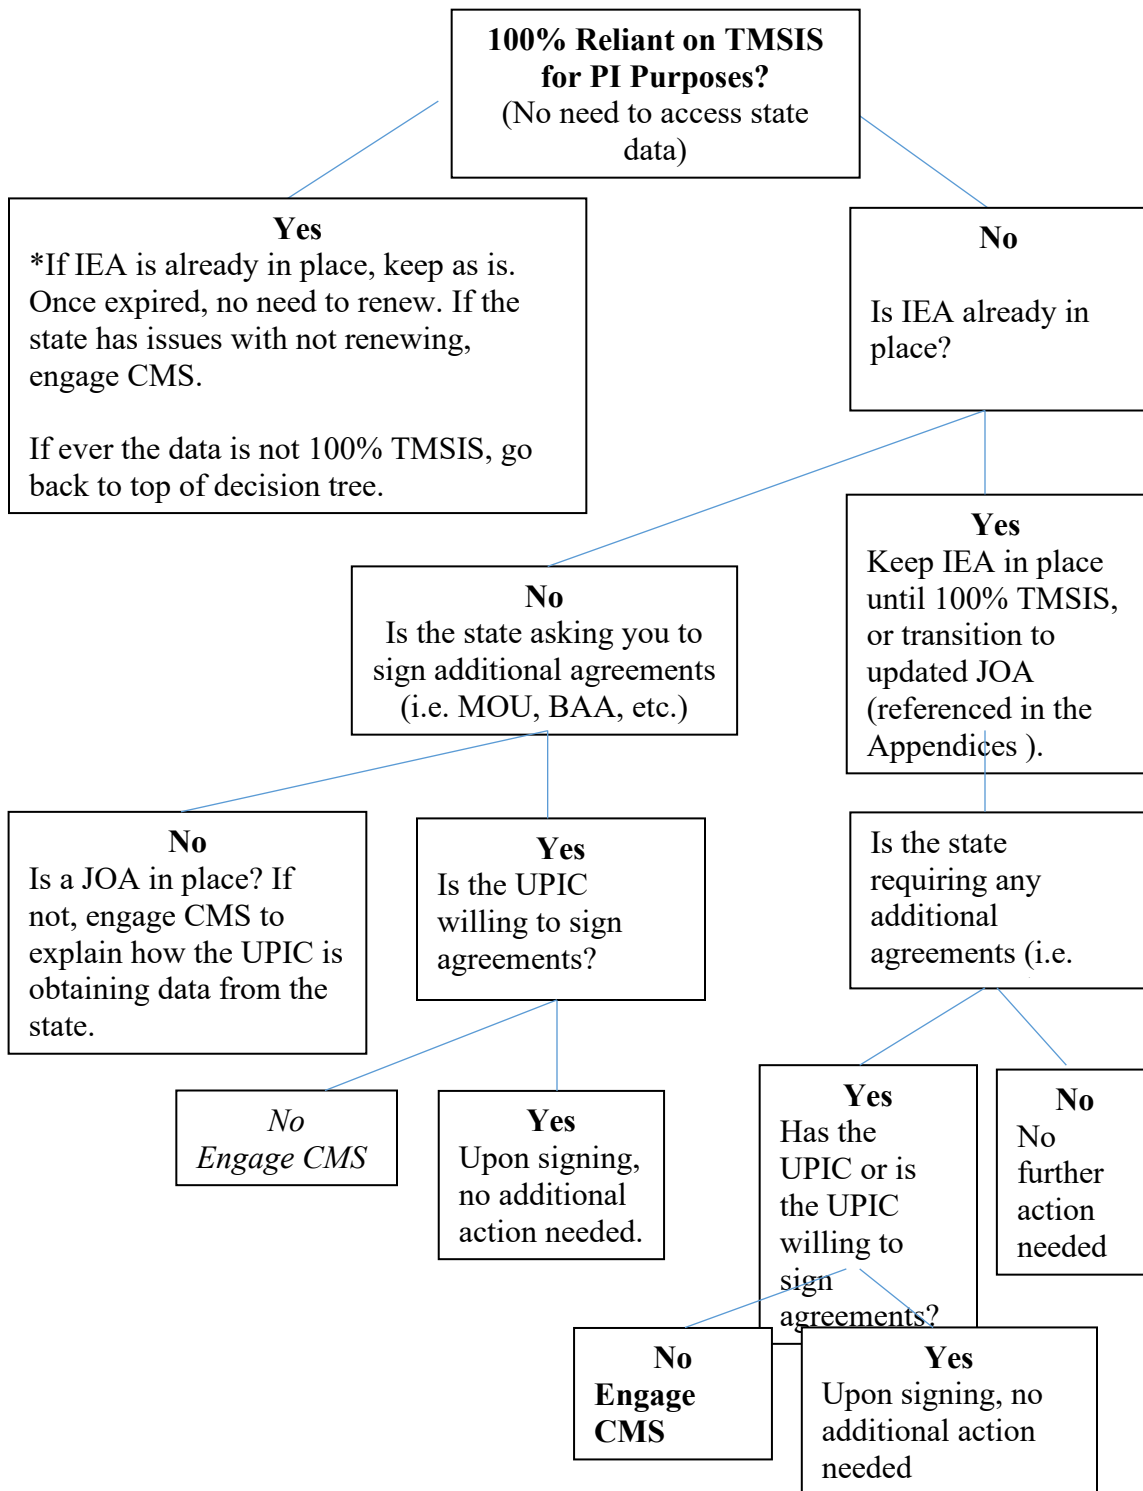 100% Reliant on TMSIS
for PI Purposes?
(No need to access state
data)
Yes
*If IEA is already in place, keep as is.
Once expired, no need to renew. If the
state has issues with not renewing,
engage CMS.
If ever the data is not 100% TMSIS, go
back to top of decision tree.
No
Is IEA already in
place?
No
Is the state asking you to
sign additional agreements
(i.e. MOU, BAA, etc.)
Yes
Keep IEA in place
until 100% TMSIS,
or transition to
updated JOA
(referenced in the
Appendices ).
No
Is a JOA in place? If
not, engage CMS to
explain how the UPIC is
obtaining data from the
state.
Yes
Is the UPIC
willing to sign
agreements?
Is the state
requiring any
additional
agreements (i.e.
No
Engage CMS
Yes
Upon signing,
no additional
action needed.
Yes
Has the
UPIC or is
the UPIC
willing to
sign
agreements?
No
No
further
action
needed
No
Engage
CMS
Yes
Upon signing, no
additional action
needed